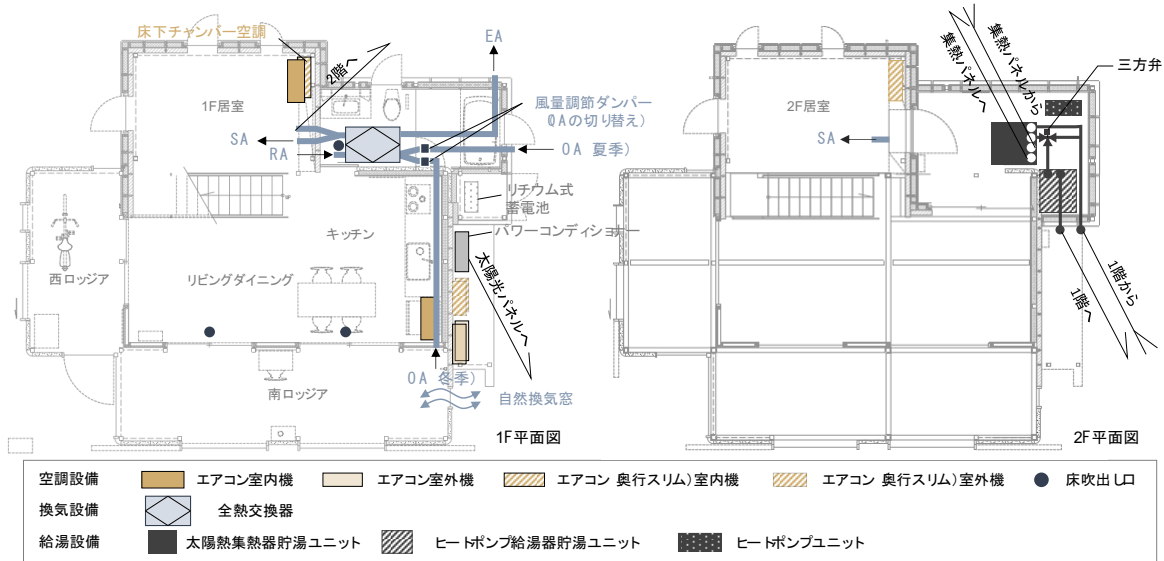 床下チャンバー空調
2階へ
EA
1F居室
風量調節ダンパー
OAの切り替え)
SA
RA
OA 夏季)
リチウム式
蓄電池
パワーコンディショナー
キッチン
西ロッジア
リビングダイニング
太陽光パネルへ
OA 冬季)
自然換気窓
南ロッジア
1F平面図
集熱パネルから
集熱パネルへ
三方弁
2F居室
SA
1階から
1階へ
2F平面図
空調設備 エアコン室内機 エアコン室外機 エアコン 奥行スリム)室内機 エアコン 奥行スリム)室外機 床吹出し口
換気設備 全熱交換器
給湯設備 太陽熱集熱器貯湯ユニット ヒートポンプ給湯器貯湯ユニット ヒートポンプユニット